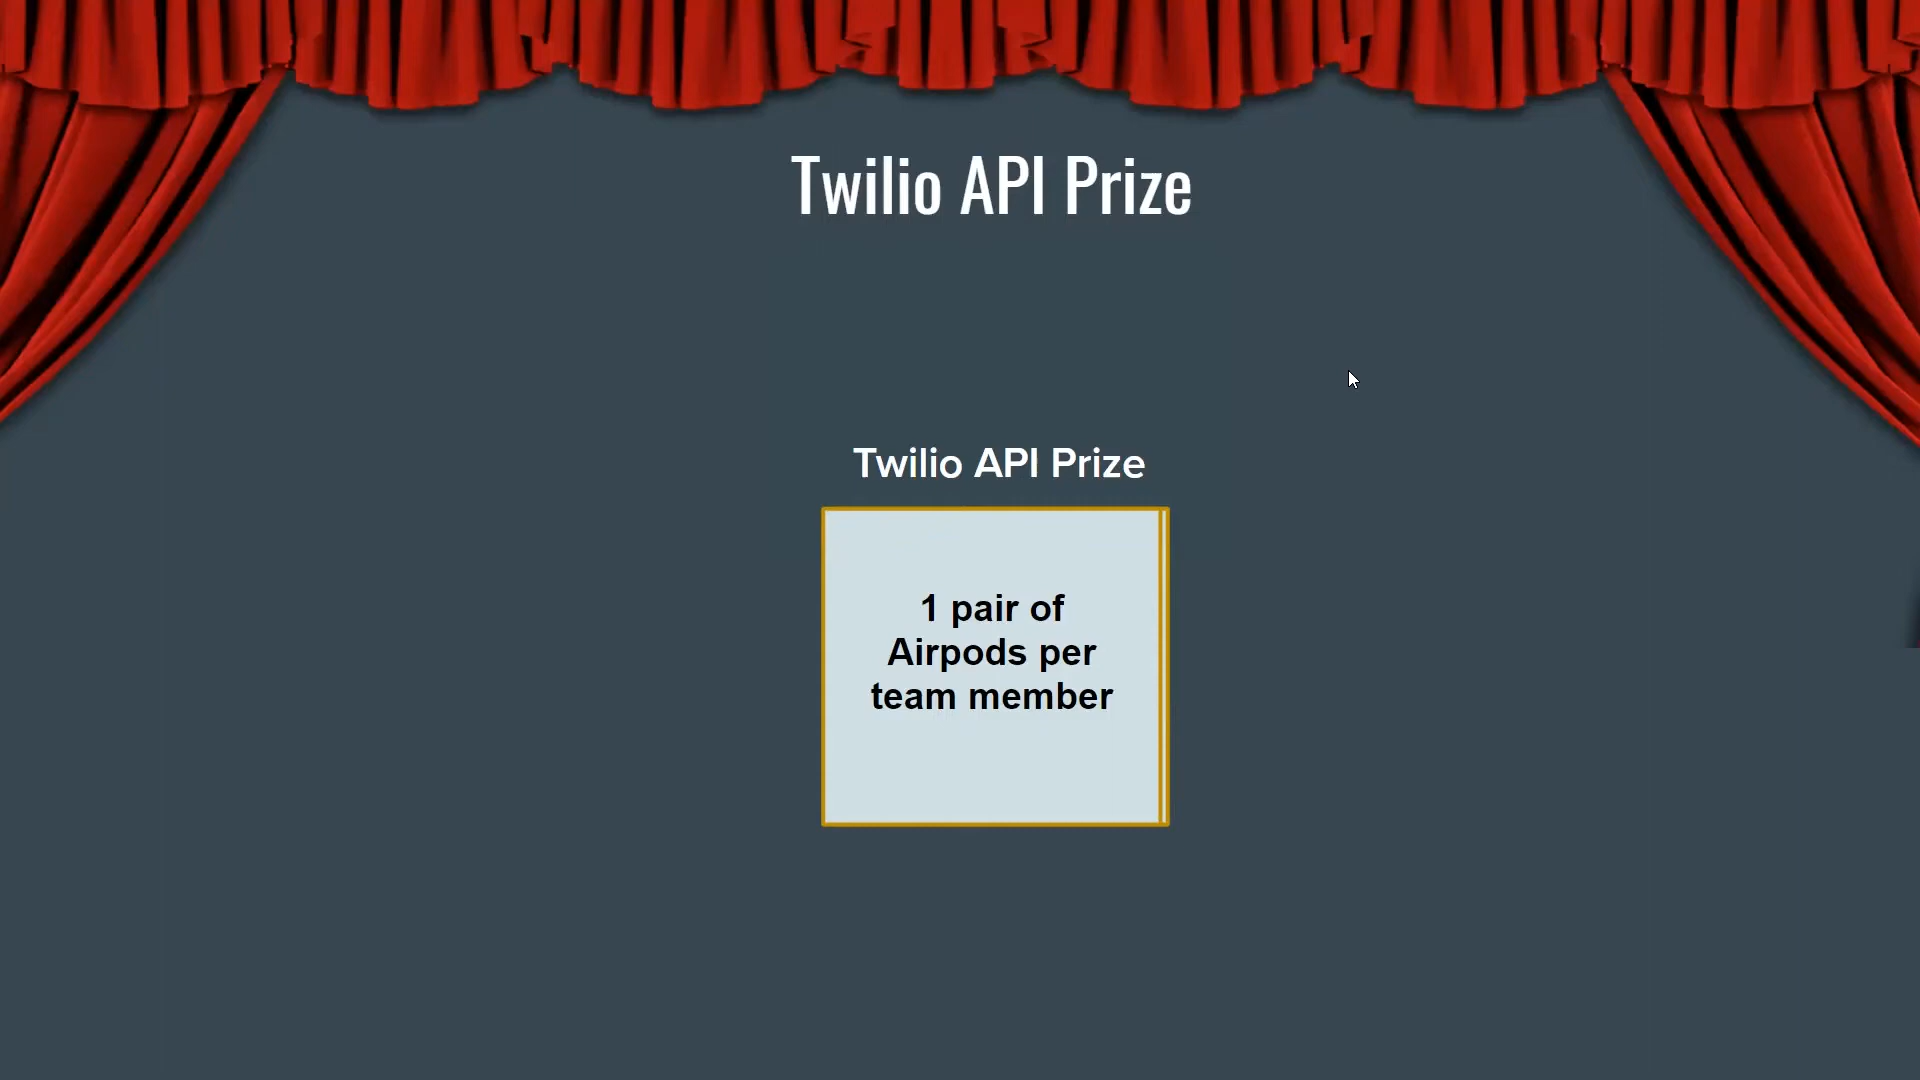 Twilio API Prize
Twilio API Prize
1 pair of
Airpods per
team member